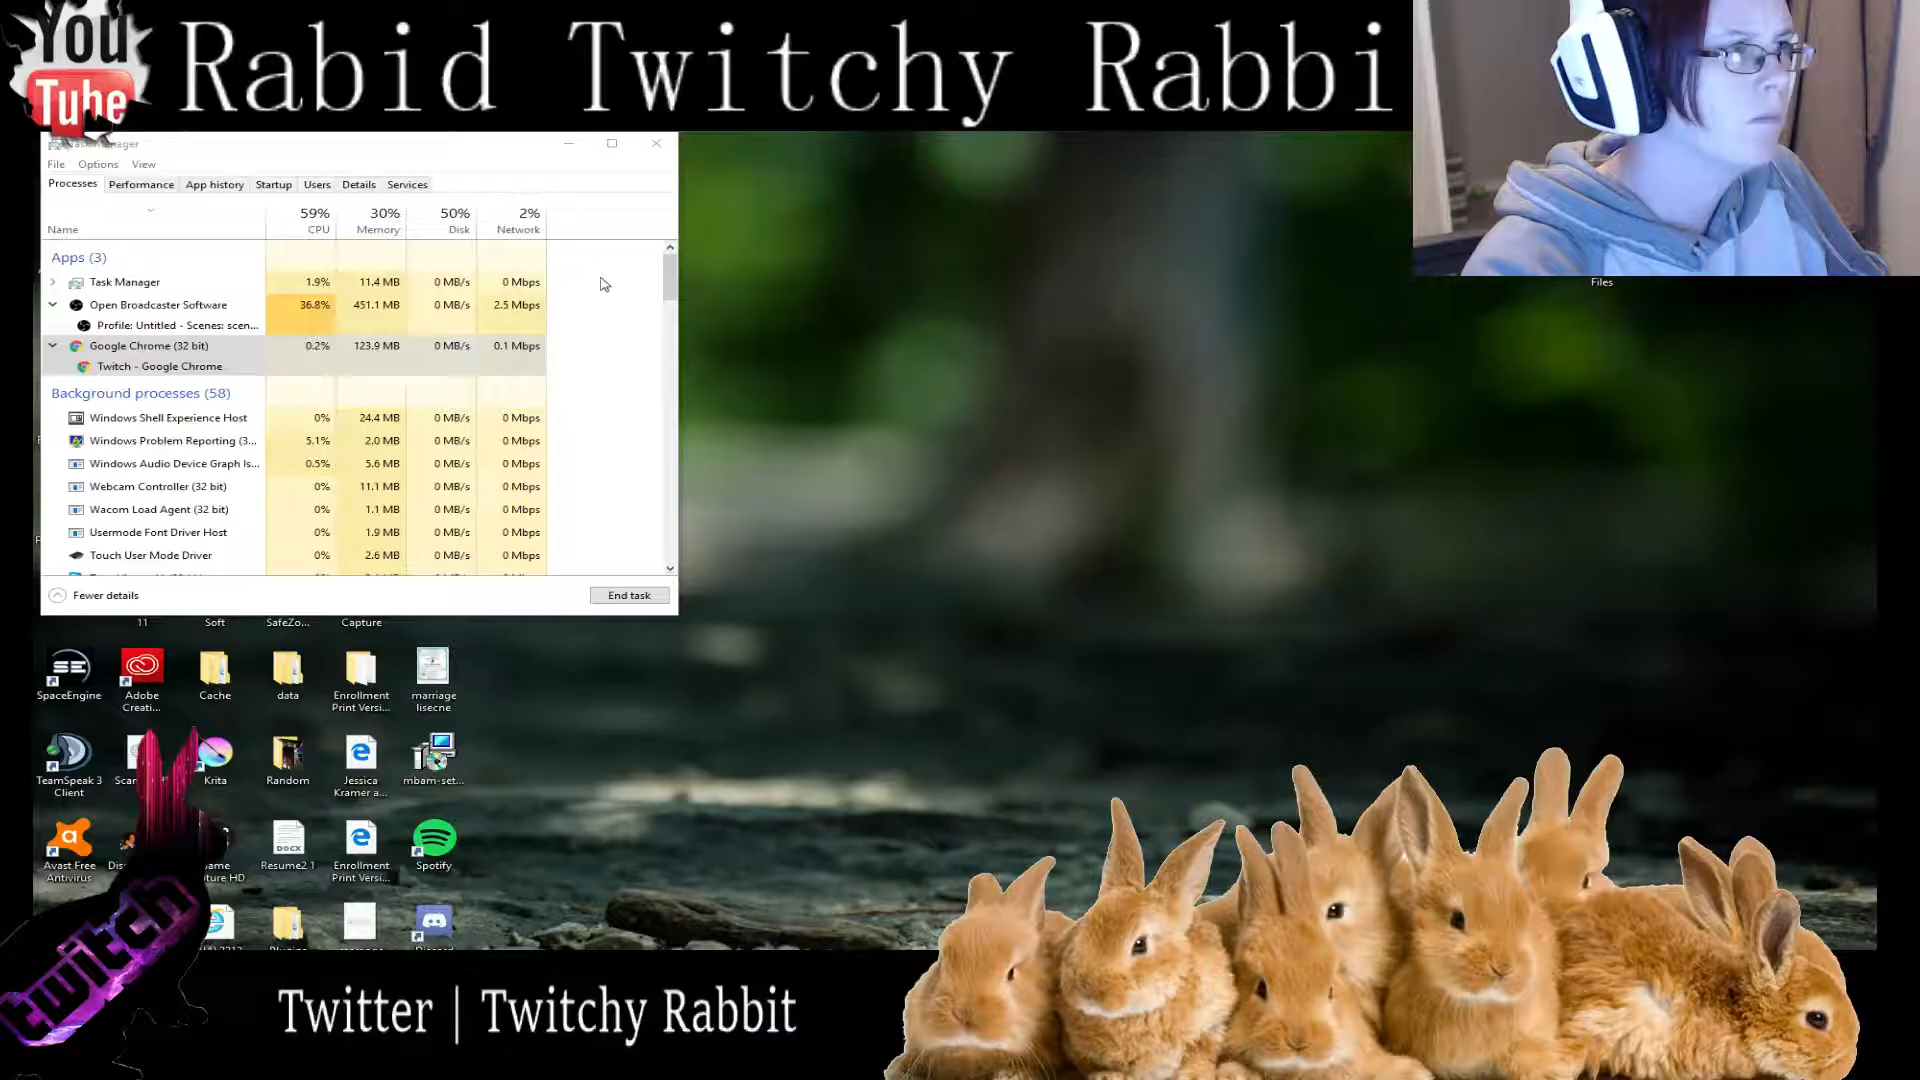 You
Tube
Rabid Twitchy Rabbi
Task Manager
File Options View
Processes Performance App history Startup Users Details Services
59% 30% 50% 2%
Name CPU Memory Disk Network
Apps (3)
Task Manager 1.9% 11.4 MB 0 MB/s 0 Mbps
Open Broadcaster Software 36.8% 451.1 MB 0 MB/s 2.5 Mbps
Profile: Untitled - Scenes: scen...
Google Chrome (32 bit) 0.2% 123.9 MB 0 MB/s 0.1 Mbps
Twitch - Google Chrome
Background processes (58)
Windows Shell Experience Host 0% 24.4 MB 0 MB/s 0 Mbps
Windows Problem Reporting (3... 5.1% 2.0 MB 0 MB/s 0 Mbps
Windows Audio Device Graph Is... 0.5% 5.6 MB 0 MB/s 0 Mbps
Webcam Controller (32 bit) 0% 11.1 MB 0 MB/s 0 Mbps
Wacom Load Agent (32 bit) 0% 1.1 MB 0 MB/s 0 Mbps
Usermode Font Driver Host 0% 1.9 MB 0 MB/s 0 Mbps
Touch User Mode Driver 0% 2.6 MB 0 MB/s 0 Mbps
Fewer details End task
Files
11 Soft SafeZo... Capture
SE
SpaceEngine Adobe Cache data Enrollment marriage
Creati... Print Versi... lisecne
TeamSpeak 3 Krita Random Jessica mbam-set...
Client Kramer a...
DOCX
Avast Free Resume2 1 Enrollment Spotify
Antivirus ture HD Print Versi...
twitch
Twitter | Twitchy Rabbit